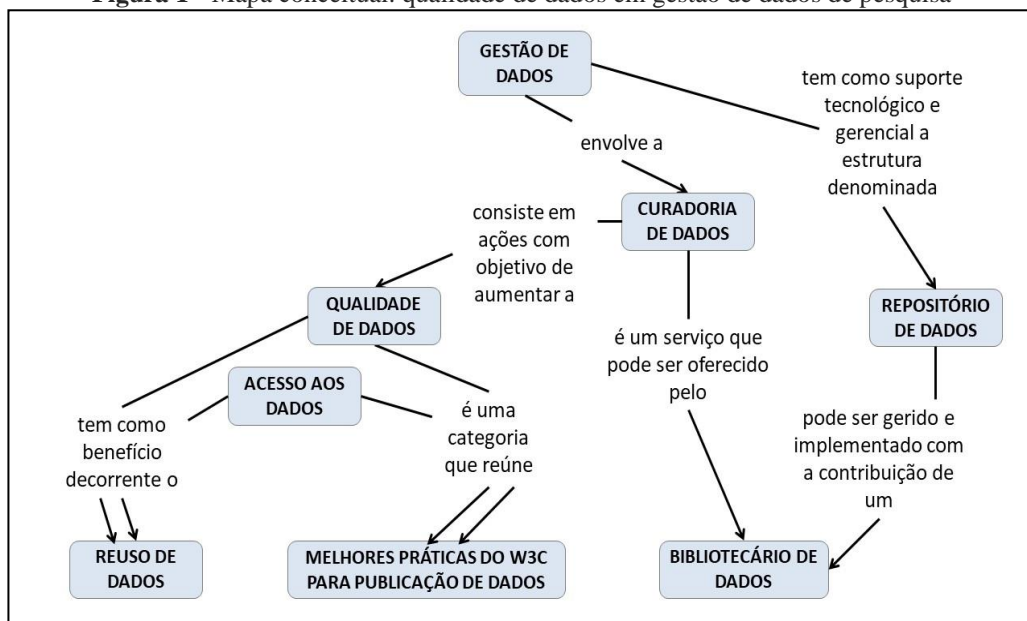 Figura 1 - Mapa conceitual: qualidade de dados em gestão de dados de pesquisa
GESTÃO DE
DADOS
tem como suporte
tecnológico e
gerencial a
estrutura
denominada
envolve a
CURADORIA
DE DADOS
consiste em
ações com
objetivo de
aumentar a
QUALIDADE
DE DADOS
REPOSITÓRIO
DE DADOS
é um serviço que
pode ser oferecido
pelo
ACESSO AOS
DADOS
tem como
benefício
decorrente o
é uma
categoria
que reúne
pode ser gerido e
implementado com
a contribuição de
um
REUSO DE
DADOS
MELHORES PRÁTICAS DO W3C
PARA PUBLICAÇÃO DE DADOS
BIBLIOTECÁRIO DE
DADOS